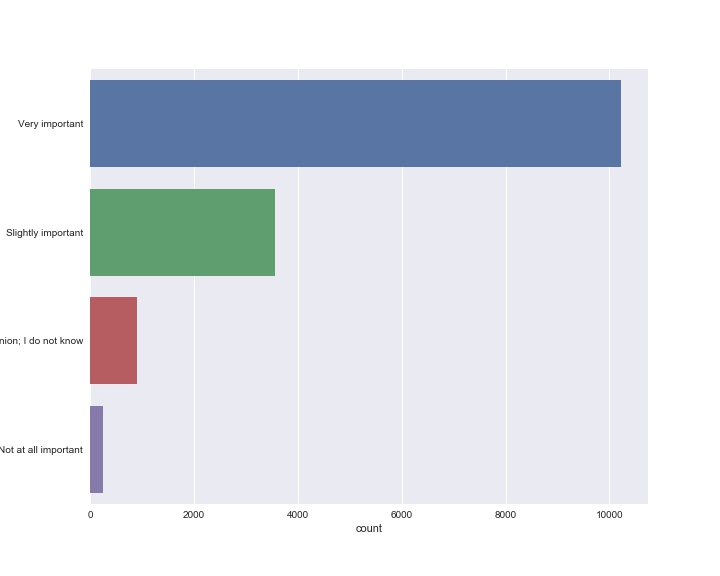 Very important
Slightly important
nion; I do not know
Not at all important
0 2000 4000 6000 8000 10000
count